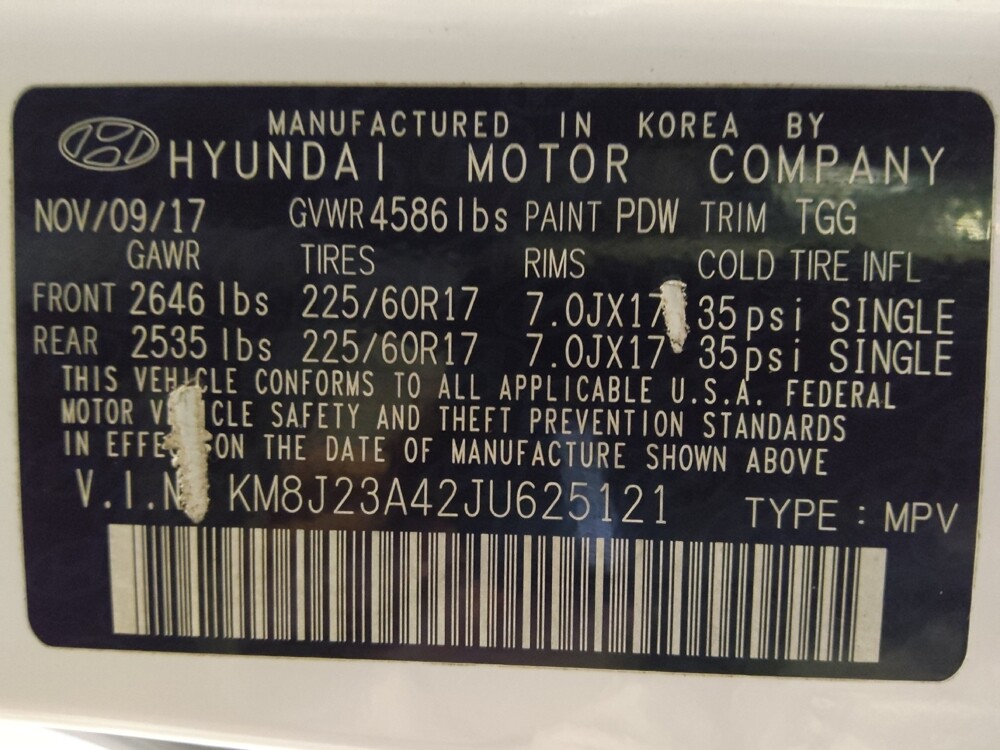 MANUFACTURED IN KOREA BY
HYUNDAI MOTOR COMPANY
NOV/09/17 GVWR 4586 lbs PAINT PDW TRIM TGG
GAWR TIRES RIMS COLD TIRE INFL
FRONT 2646 lbs 225/60R17 7.0JX17 35psi SINGLE
REAR 2535 lbs 225/60R17 7.0JX17 35psi SINGLE
THIS VEHICLE CONFORMS TO ALL APPLICABLE U.S.A. FEDERAL
MOTOR VEHICLE SAFETY AND THEFT PREVENTION STANDARDS
IN EFFECT ON THE DATE OF MANUFACTURE SHOWN ABOVE
V.I.N KM8J23A42JU625121 TYPE : MPV